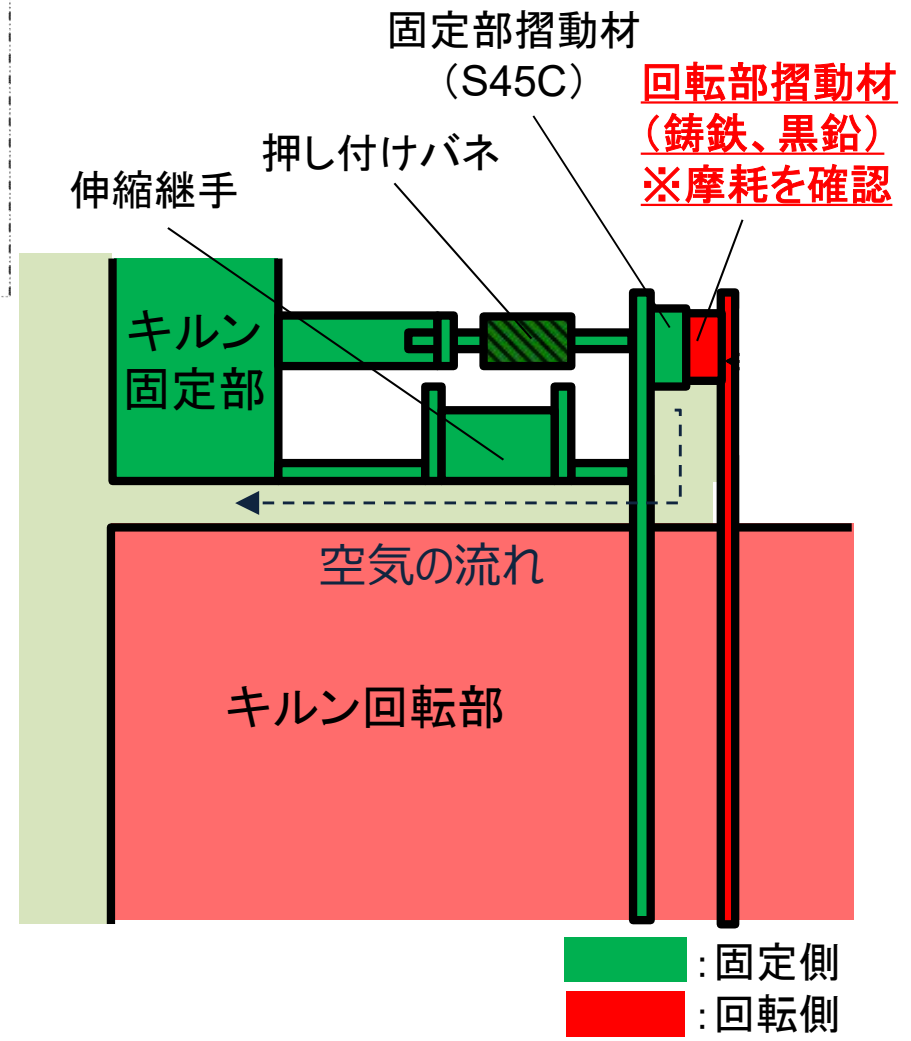 固定部摺動材
（S45C）
回転部摺動材
（鋳鉄、黒鉛）
※摩耗を確認
押し付けバネ
伸縮継手
キルン
固定部
空気の流れ
キルン回転部
：固定側
：回転側